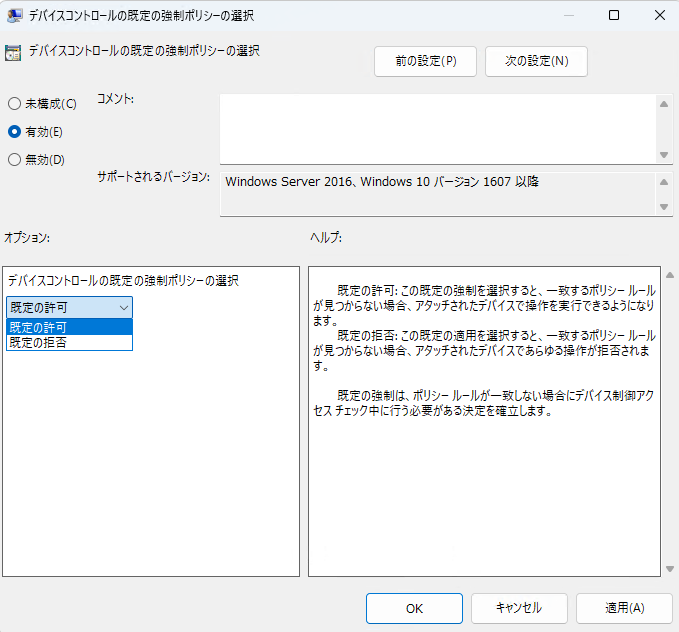 デバイスコントロールの既定の強制ポリシーの選択
デバイスコントロールの既定の強制ポリシーの選択
前の設定(P)
次の設定(N)
未構成(C)
有効(E)
無効(D)
コメント:
サポートされるバージョン:
Windows Server 2016、Windows 10 バージョン 1607 以降
オプション:
ヘルプ:
デバイスコントロールの既定の強制ポリシーの選択
既定の許可
既定の許可
既定の拒否
既定の許可: この既定の強制を選択すると、一致するポリシー ルール
が見つからない場合、アタッチされたデバイスで操作を実行できるようになり
ます。
既定の拒否: この既定の適用を選択すると、一致するポリシー ルール
が見つからない場合、アタッチされたデバイスであらゆる操作が拒否されま
す。
既定の強制は、ポリシー ルールが一致しない場合にデバイス制御アク
セス チェック中に行う必要がある決定を確立します。
OK
キャンセル
適用(A)